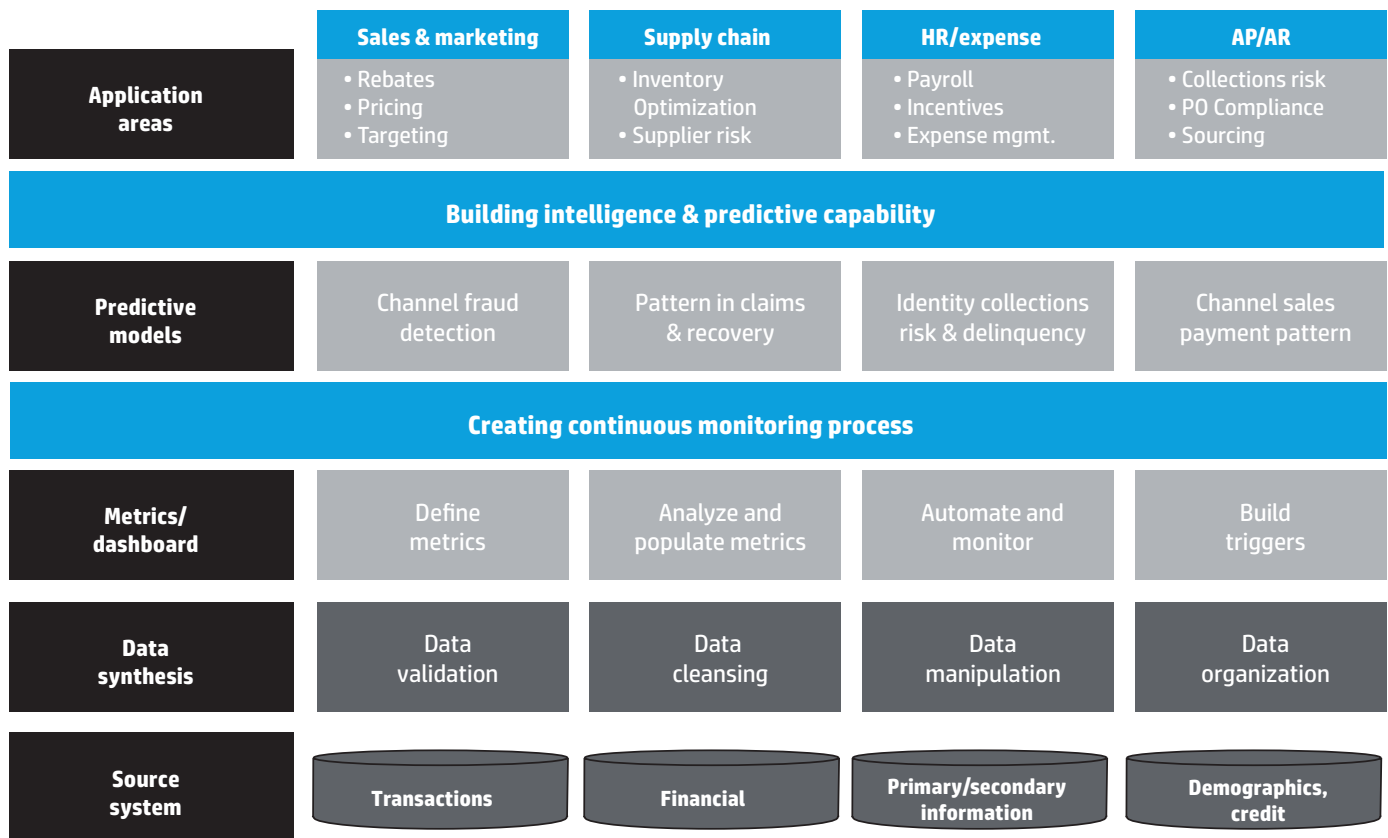 Sales & marketing
Supply chain
HR/expense
AP/AR
Application
areas
• Rebates
• Pricing
• Targeting
• Inventory
Optimization
• Supplier risk
• Payroll
• Incentives
• Expense mgmt.
• Collections risk
• PO Compliance
• Sourcing
Building intelligence & predictive capability
Predictive
models
Channel fraud
detection
Pattern in claims
& recovery
Identity collections
risk & delinquency
Channel sales
payment pattern
Creating continuous monitoring process
Metrics/
dashboard
Define
metrics
Analyze and
populate metrics
Automate and
monitor
Build
triggers
Data
synthesis
Data
validation
Data
cleansing
Data
manipulation
Data
organization
Source
system
Transactions
Financial
Primary/secondary
information
Demographics,
credit